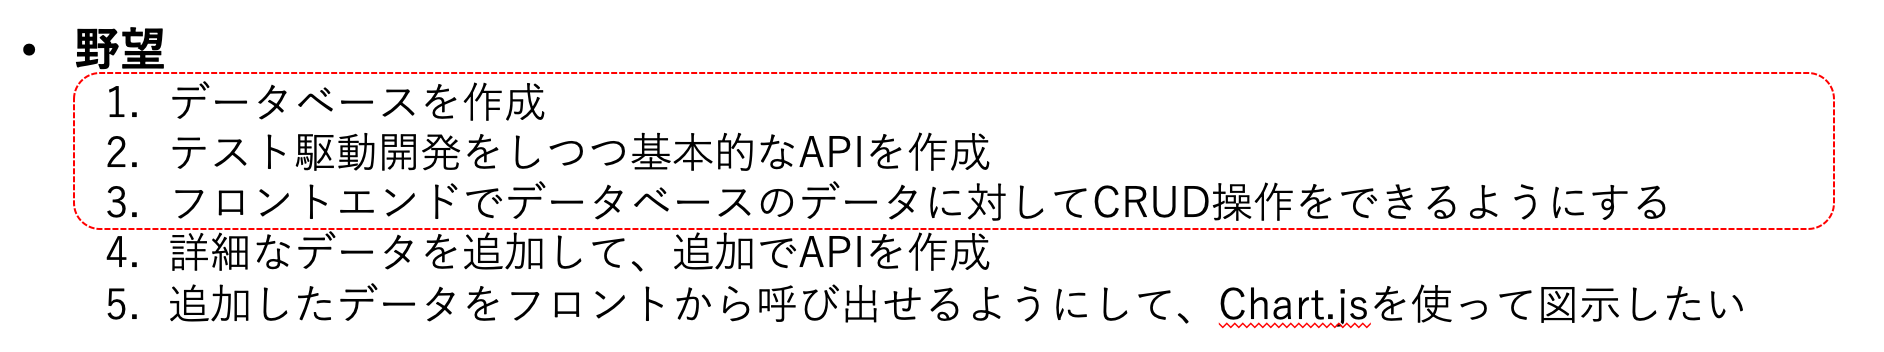 • 野望
1. データベースを作成
2. テスト駆動開発をしつつ基本的なAPIを作成
3. フロントエンドでデータベースのデータに対してCRUD操作をできるようにする
4. 詳細なデータを追加して、追加でAPIを作成
5. 追加したデータをフロントから呼び出せるようにして、Chart.jsを使って図示したい